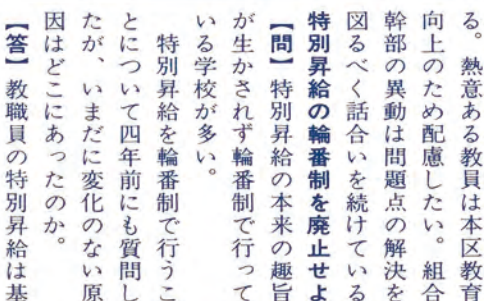 る。熱意ある教員は本区教育
向上のため配慮したい。組合
幹部の異動は問題点の解決を
図るべく話合いを続けている
特別昇給の輪番制を廃止せよ
【問】特別昇給の本来の趣旨
が生かされず輪番制で行って
いる学校が多い。
特別昇給を輪番制で行うこ
とについて四年前にも質問し
たが、いまだに変化のない原
因はどこにあったのか。
【答】教職員の特別昇給は基